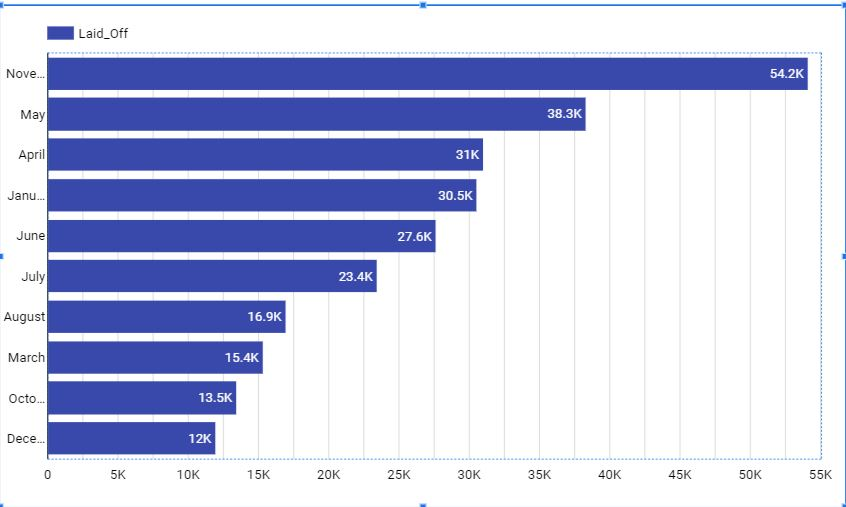 Laid_Off
Nove... 54.2K
May 38.3K
April 31K
Janu... 30.5K
June 27.6K
July 23.4K
August 16.9K
March 15.4K
Octo... 13.5K
Dece... 12K
0 5K 10K 15K 20K 25K 30K 35K 40K 45K 50K 55K